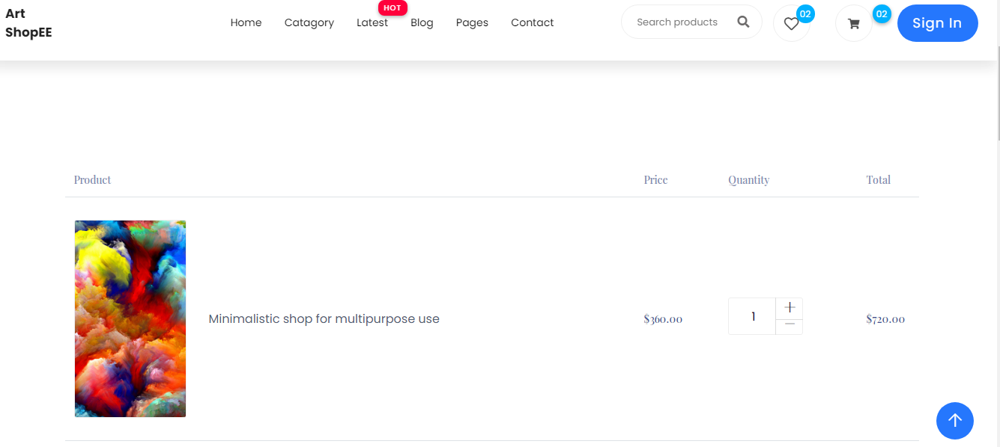 Art
ShopEE
HOT
Home Catagory Latest Blog Pages Contact Search products 02 02 Sign In
Product Price Quantity Total
Minimalistic shop for multipurpose use $360.00 1 $720.00